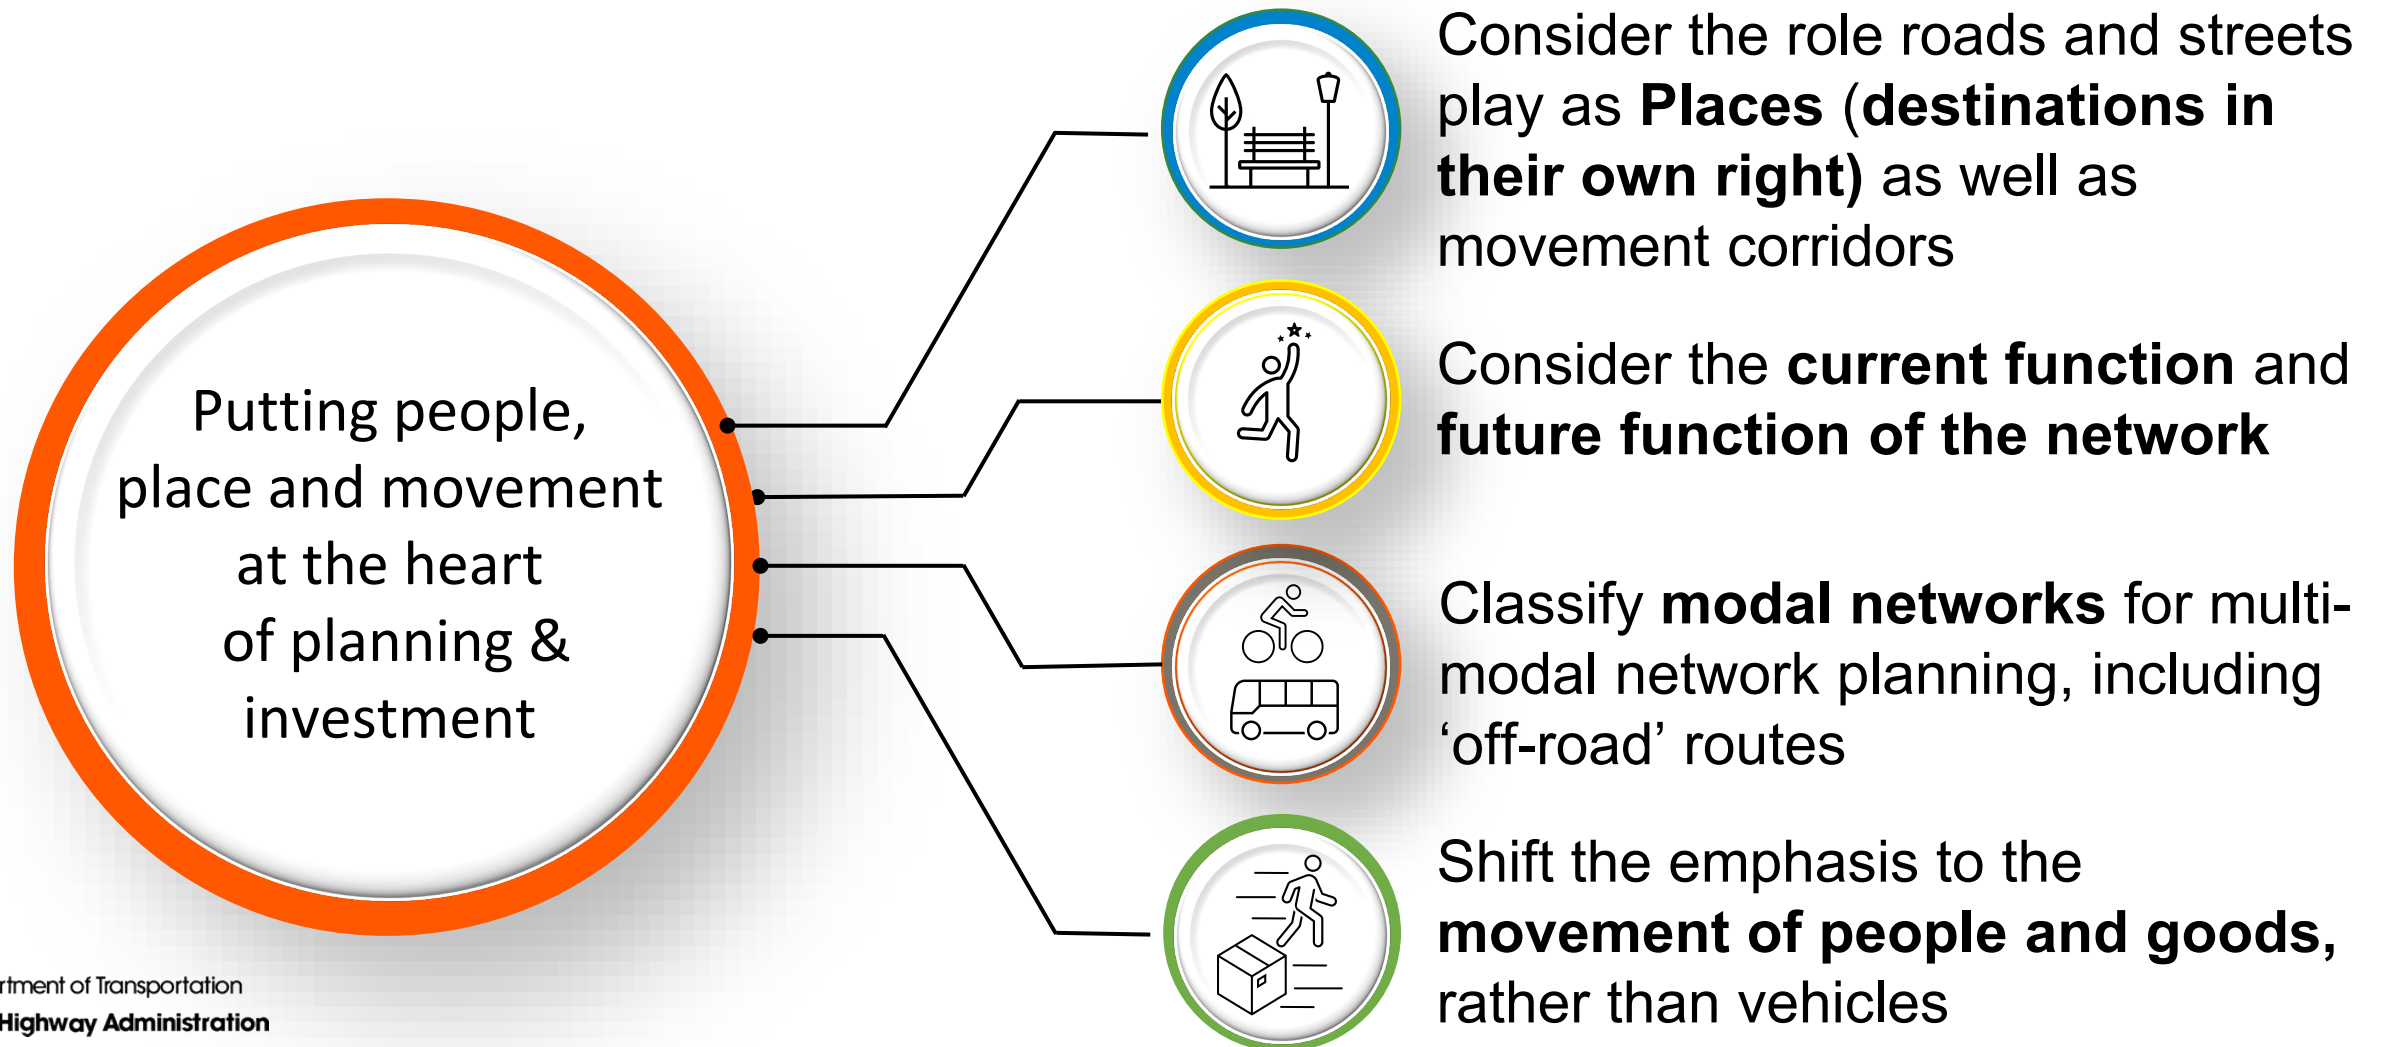 Putting people,
place and movement
at the heart
of planning &
investment
Consider the role roads and streets
play as Places (destinations in
their own right) as well as
movement corridors
Consider the current function and
future function of the network
Classify modal networks for multi-
modal network planning, including
‘off-road’ routes
Shift the emphasis to the
movement of people and goods,
rather than vehicles
of Transportation
Highway Administration